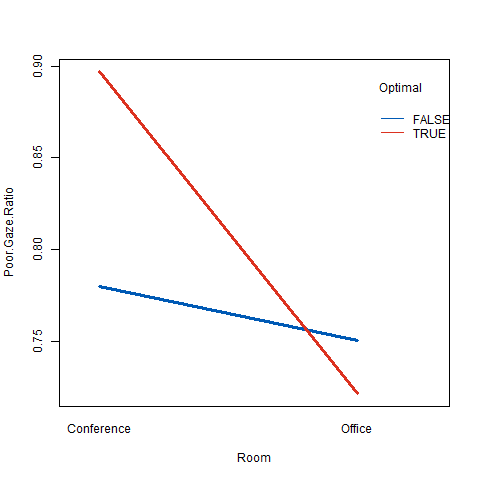 Optimal
FALSE
TRUE
0.90
0.85
0.80
0.75
Poor.Gaze.Ratio
Conference
Office
Room